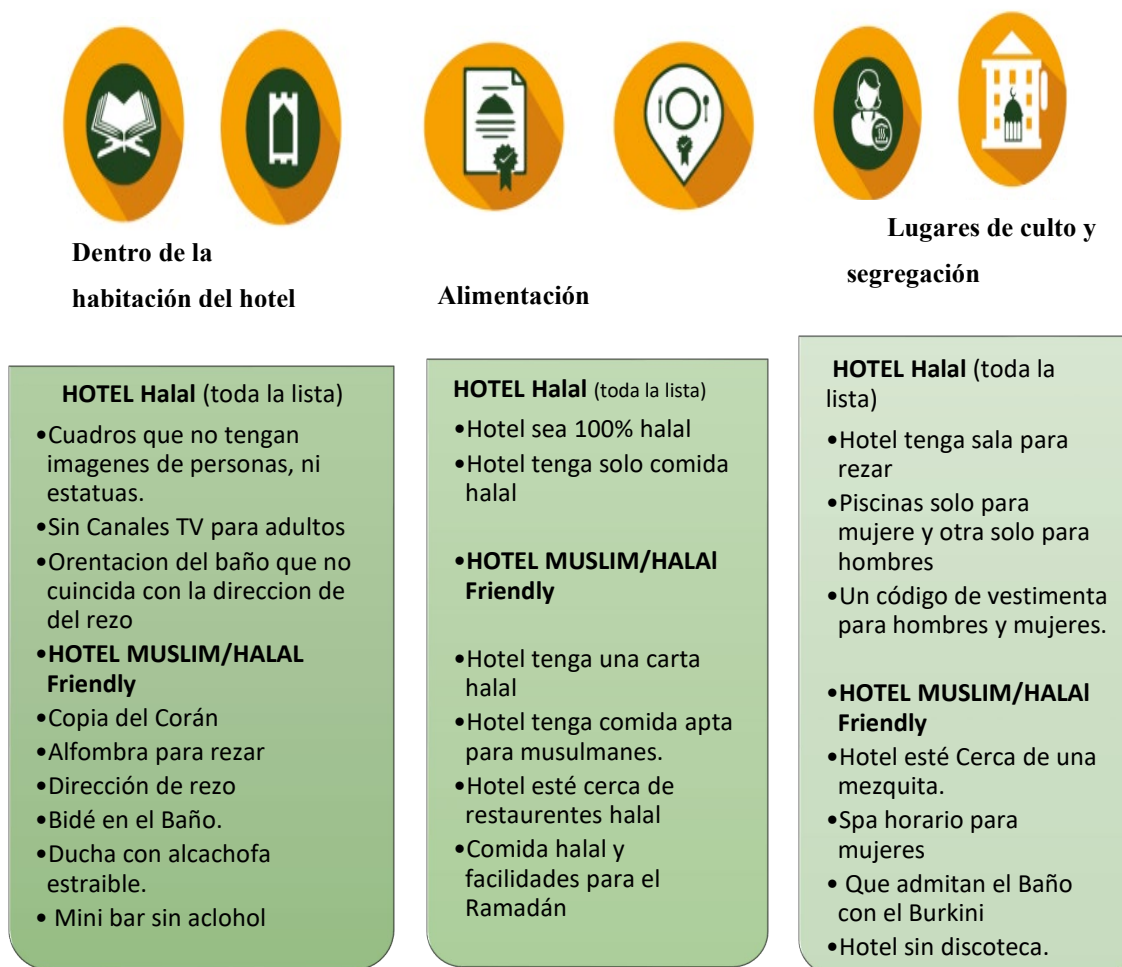 Dentro de la
habitación del hotel
Alimentación
Lugares de culto y
segregación
HOTEL Halal (toda la lista)
•Cuadros que no tengan
imagenes de personas, ni
estatuas.
•Sin Canales TV para adultos
•Orentacion del baño que no
cuincida con la direccion de
del rezo
•HOTEL MUSLIM/HALAL
Friendly
•Copia del Corán
•Alfombra para rezar
•Dirección de rezo
•Bidé en el Baño.
•Ducha con alcachofa
estraible.
• Mini bar sin aclohol
HOTEL Halal (toda la lista)
•Hotel sea 100% halal
•Hotel tenga solo comida
halal
•HOTEL MUSLIM/HALAl
Friendly
•Hotel tenga una carta
halal
•Hotel tenga comida apta
para musulmanes.
•Hotel esté cerca de
restaurentes halal
•Comida halal y
facilidades para el
Ramadán
HOTEL Halal (toda la
lista)
•Hotel tenga sala para
rezar
•Piscinas solo para
mujere y otra solo para
hombres
•Un código de vestimenta
para hombres y mujeres.
•HOTEL MUSLIM/HALAl
Friendly
•Hotel esté Cerca de una
mezquita.
•Spa horario para
mujeres
• Que admitan el Baño
con el Burkini
•Hotel sin discoteca.